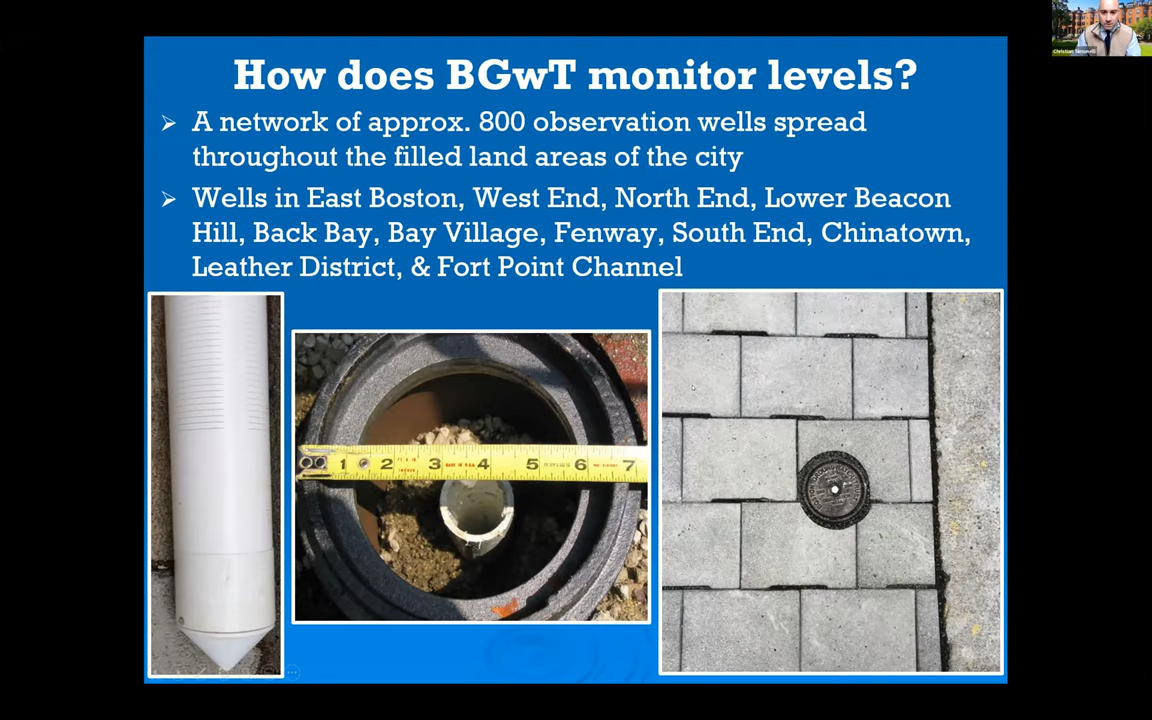 How does BGwT monitor levels?
A network of approx. 800 observation wells spread
throughout the filled land areas of the city
Wells in East Boston, West End, North End, Lower Beacon
Hill, Back Bay, Bay Village, Fenway, South End, Chinatown,
Leather District, & Fort Point Channel
1 2 3 4 5 6 7